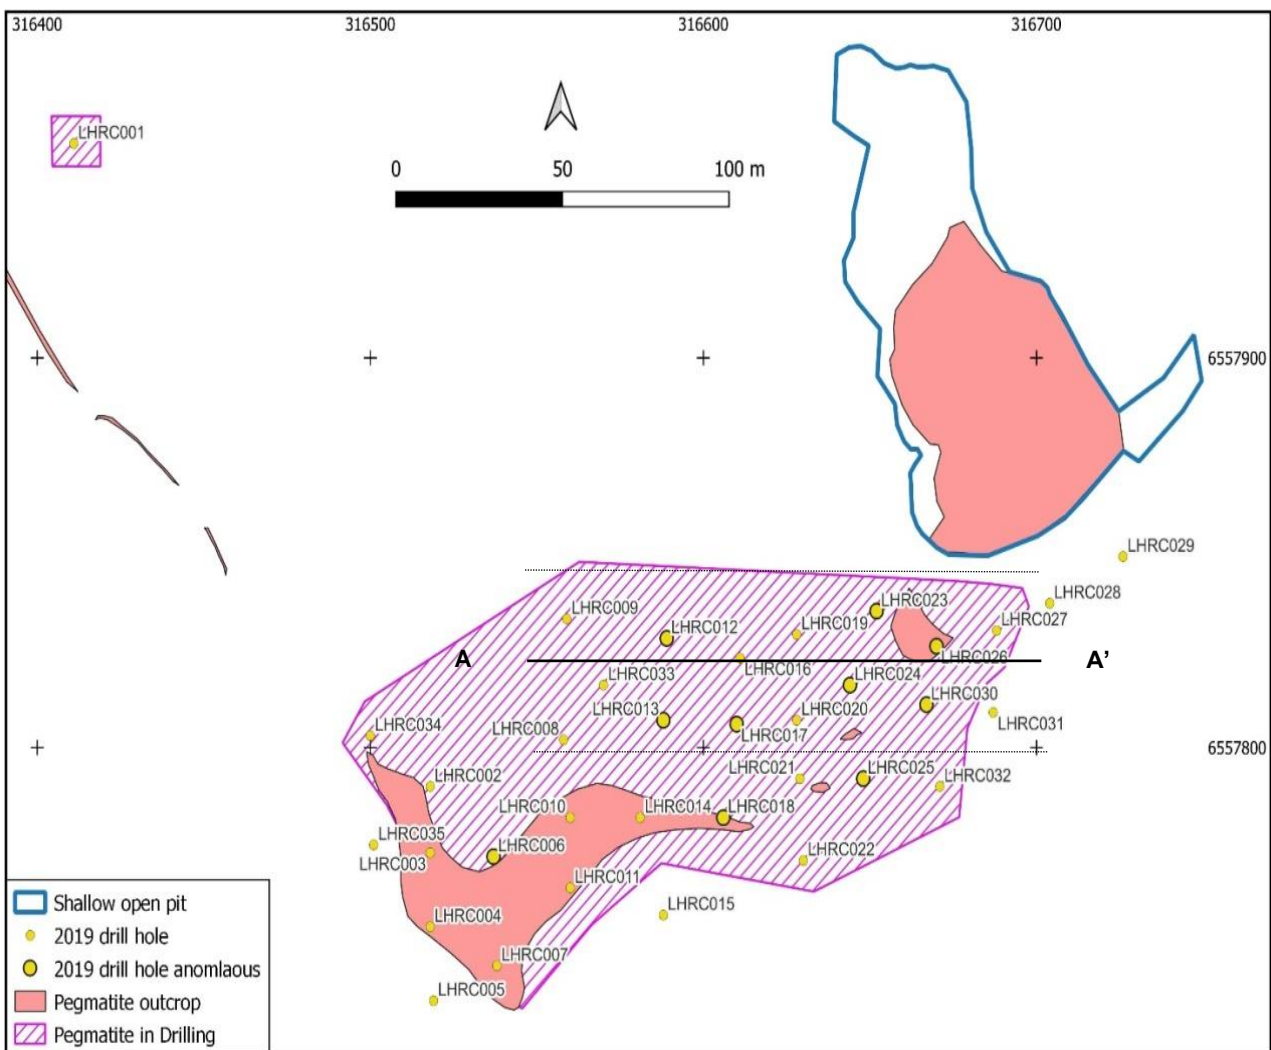 316400 316500 316600 316700
LHRC001
0 50 100 m
6557900
LHRC029
LHRC028
LHRC023
LHRC009
LHRC012
LHRC019
LHRC027
A
LHRC026
A’
LHRC016
LHRC033
LHRC024
LHRC030
LHRC013
LHRC020
LHRC031
LHRC034
LHRC008
LHRC017
6557800
LHRC002
LHRC021
LHRC025
LHRC032
LHRC010
LHRC014
LHRC018
LHRC035
LHRC006
LHRC003
LHRC022
LHRC011
LHRC015
LHRC004
LHRC007
LHRC005
Shallow open pit
2019 drill hole
2019 drill hole anomlaous
Pegmatite outcrop
Pegmatite in Drilling